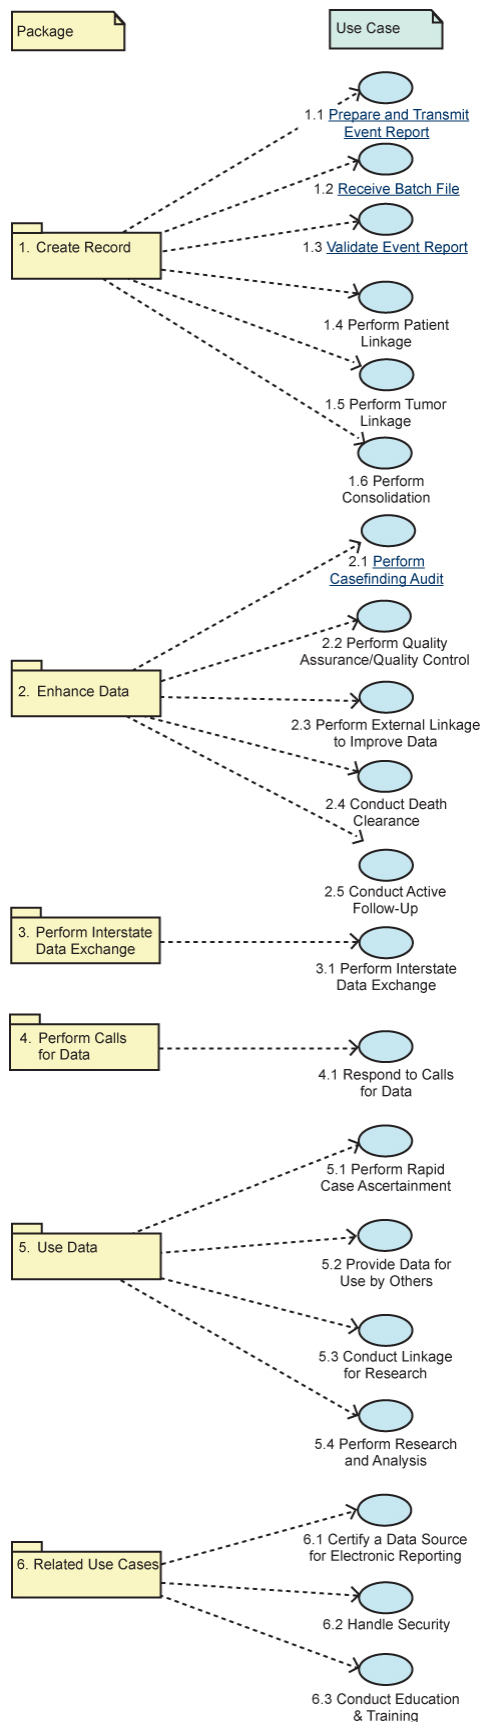 Package
Use Case
1.1 Prepare and Transmit
Event Report
1.2 Receive Batch File
1. Create Record
1.3 Validate Event Report
1.4 Perform Patient
Linkage
1.5 Perform Tumor
Linkage
1.6 Perform
Consolidation
2.1 Perform
Casefinding Audit
2.2 Perform Quality
Assurance/Quality Control
2. Enhance Data
2.3 Perform External Linkage
to Improve Data
2.4 Conduct Death
Clearance
2.5 Conduct Active
Follow-Up
3. Perform Interstate
Data Exchange
3.1 Perform Interstate
Data Exchange
4. Perform Calls
for Data
4.1 Respond to Calls
for Data
5.1 Perform Rapid
Case Ascertainment
5. Use Data
5.2 Provide Data for
Use by Others
5.3 Conduct Linkage
for Research
5.4 Perform Research
and Analysis
6.1 Certify a Data Source
for Electronic Reporting
6. Related Use Cases
6.2 Handle Security
6.3 Conduct Education
& Training